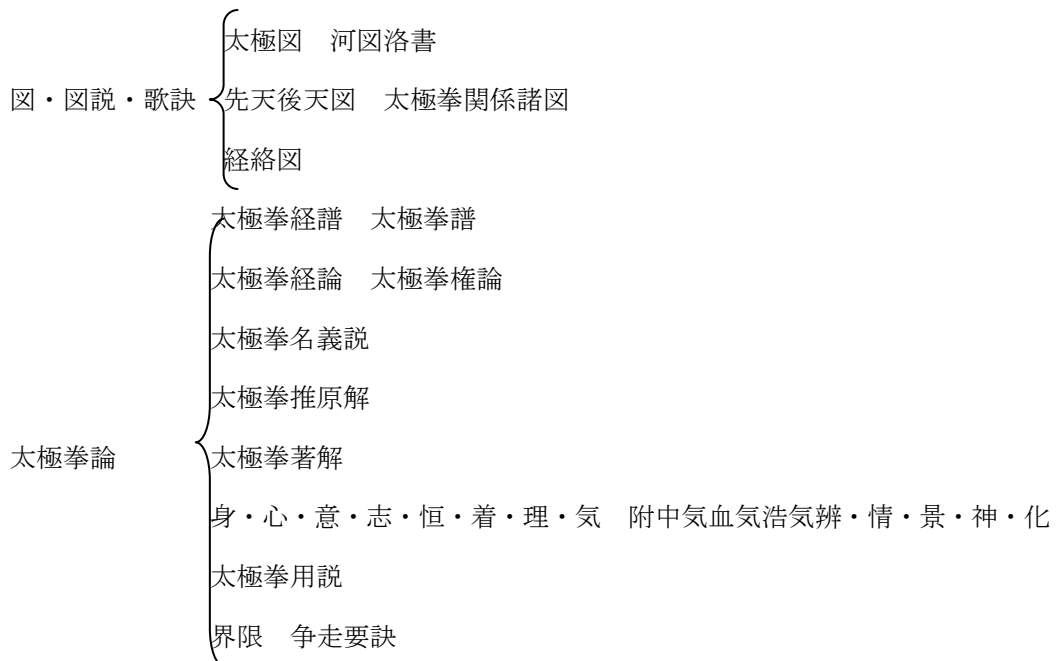 太極図　河図洛書
図・図説・歌訣　先天後天図　太極拳関係諸図
経絡図
太極拳経譜　太極拳譜
太極拳経論　太極拳権論
太極拳名義説
太極拳推原解
太極拳論　太極拳著解
身・心・意・志・恒・着・理・気　附中気血気浩気辨・情・景・神・化
太極拳用説
界限　争走要訣